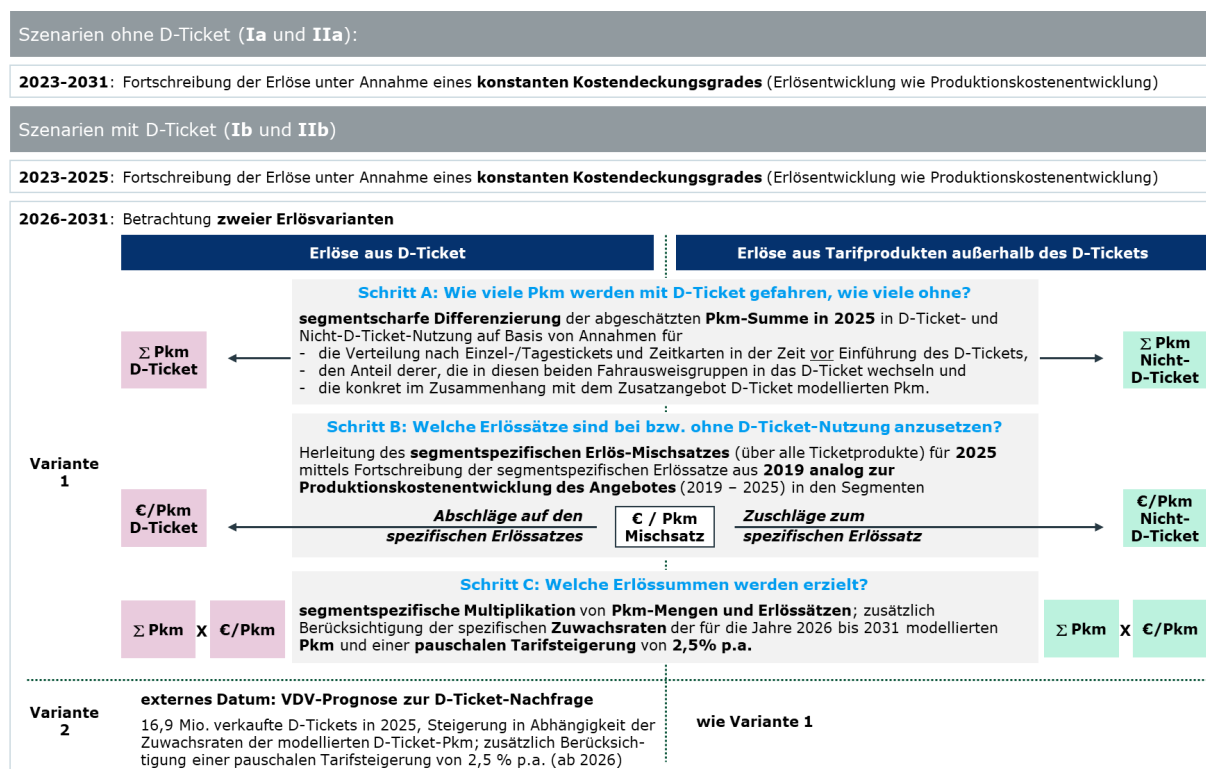 Szenarien ohne D-Ticket (Ia und IIa):
2023-2031: Fortschreibung der Erlöse unter Annahme eines konstanten Kostendeckungsgrades (Erlösentwicklung wie Produktionskostenentwicklung)
Szenarien mit D-Ticket (Ib und IIb)
2023-2025: Fortschreibung der Erlöse unter Annahme eines konstanten Kostendeckungsgrades (Erlösentwicklung wie Produktionskostenentwicklung)
2026-2031: Betrachtung zweier Erlösvarianten
Erlöse aus D-Ticket
Erlöse aus Tarifprodukten außerhalb des D-Tickets
Variante
1
Schritt A: Wie viele Pkm werden mit D-Ticket gefahren, wie viele ohne?
segmentscharfe Differenzierung der abgeschätzten Pkm-Summe in 2025 in D-Ticket- und
Nicht-D-Ticket-Nutzung auf Basis von Annahmen für
- die Verteilung nach Einzel-/Tagestickets und Zeitkarten in der Zeit vor Einführung des D-Tickets,
- den Anteil derer, die in diesen beiden Fahrausweisgruppen in das D-Ticket wechseln und
- die konkret im Zusammenhang mit dem Zusatzangebot D-Ticket modellierten Pkm.
Σ Pkm
D-Ticket
Σ Pkm
Nicht-
D-Ticket
Schritt B: Welche Erlössätze sind bei bzw. ohne D-Ticket-Nutzung anzusetzen?
Herleitung des segmentspezifischen Erlös-Mischsatzes (über alle Ticketprodukte) für 2025
mittels Fortschreibung der segmentspezifischen Erlössatze aus 2019 analog zur
Produktionskostenentwicklung des Angebotes (2019 – 2025) in den Segmenten
€/Pkm
D-Ticket
Abschläge auf den
spezifischen Erlössatzes
€ / Pkm
Mischsatz
Zuschläge zum
spezifischen Erlössatz
€/Pkm
Nicht-
D-Ticket
Schritt C: Welche Erlössummen werden erzielt?
segmentspezifische Multiplikation von Pkm-Mengen und Erlössätzen; zusätzlich
Berücksichtigung der spezifischen Zuwachsraten der für die Jahre 2026 bis 2031 modellierten
Pkm und einer pauschalen Tarifsteigerung von 2,5% p.a.
Σ Pkm X €/Pkm
Σ Pkm X €/Pkm
Variante
2
externes Datum: VDV-Prognose zur D-Ticket-Nachfrage
16,9 Mio. verkaufte D-Tickets in 2025, Steigerung in Abhängigkeit der
Zuwachsraten der modellierten D-Ticket-Pkm; zusätzlich Berücksich-
tigung einer pauschalen Tarifsteigerung von 2,5 % p.a. (ab 2026)
wie Variante 1